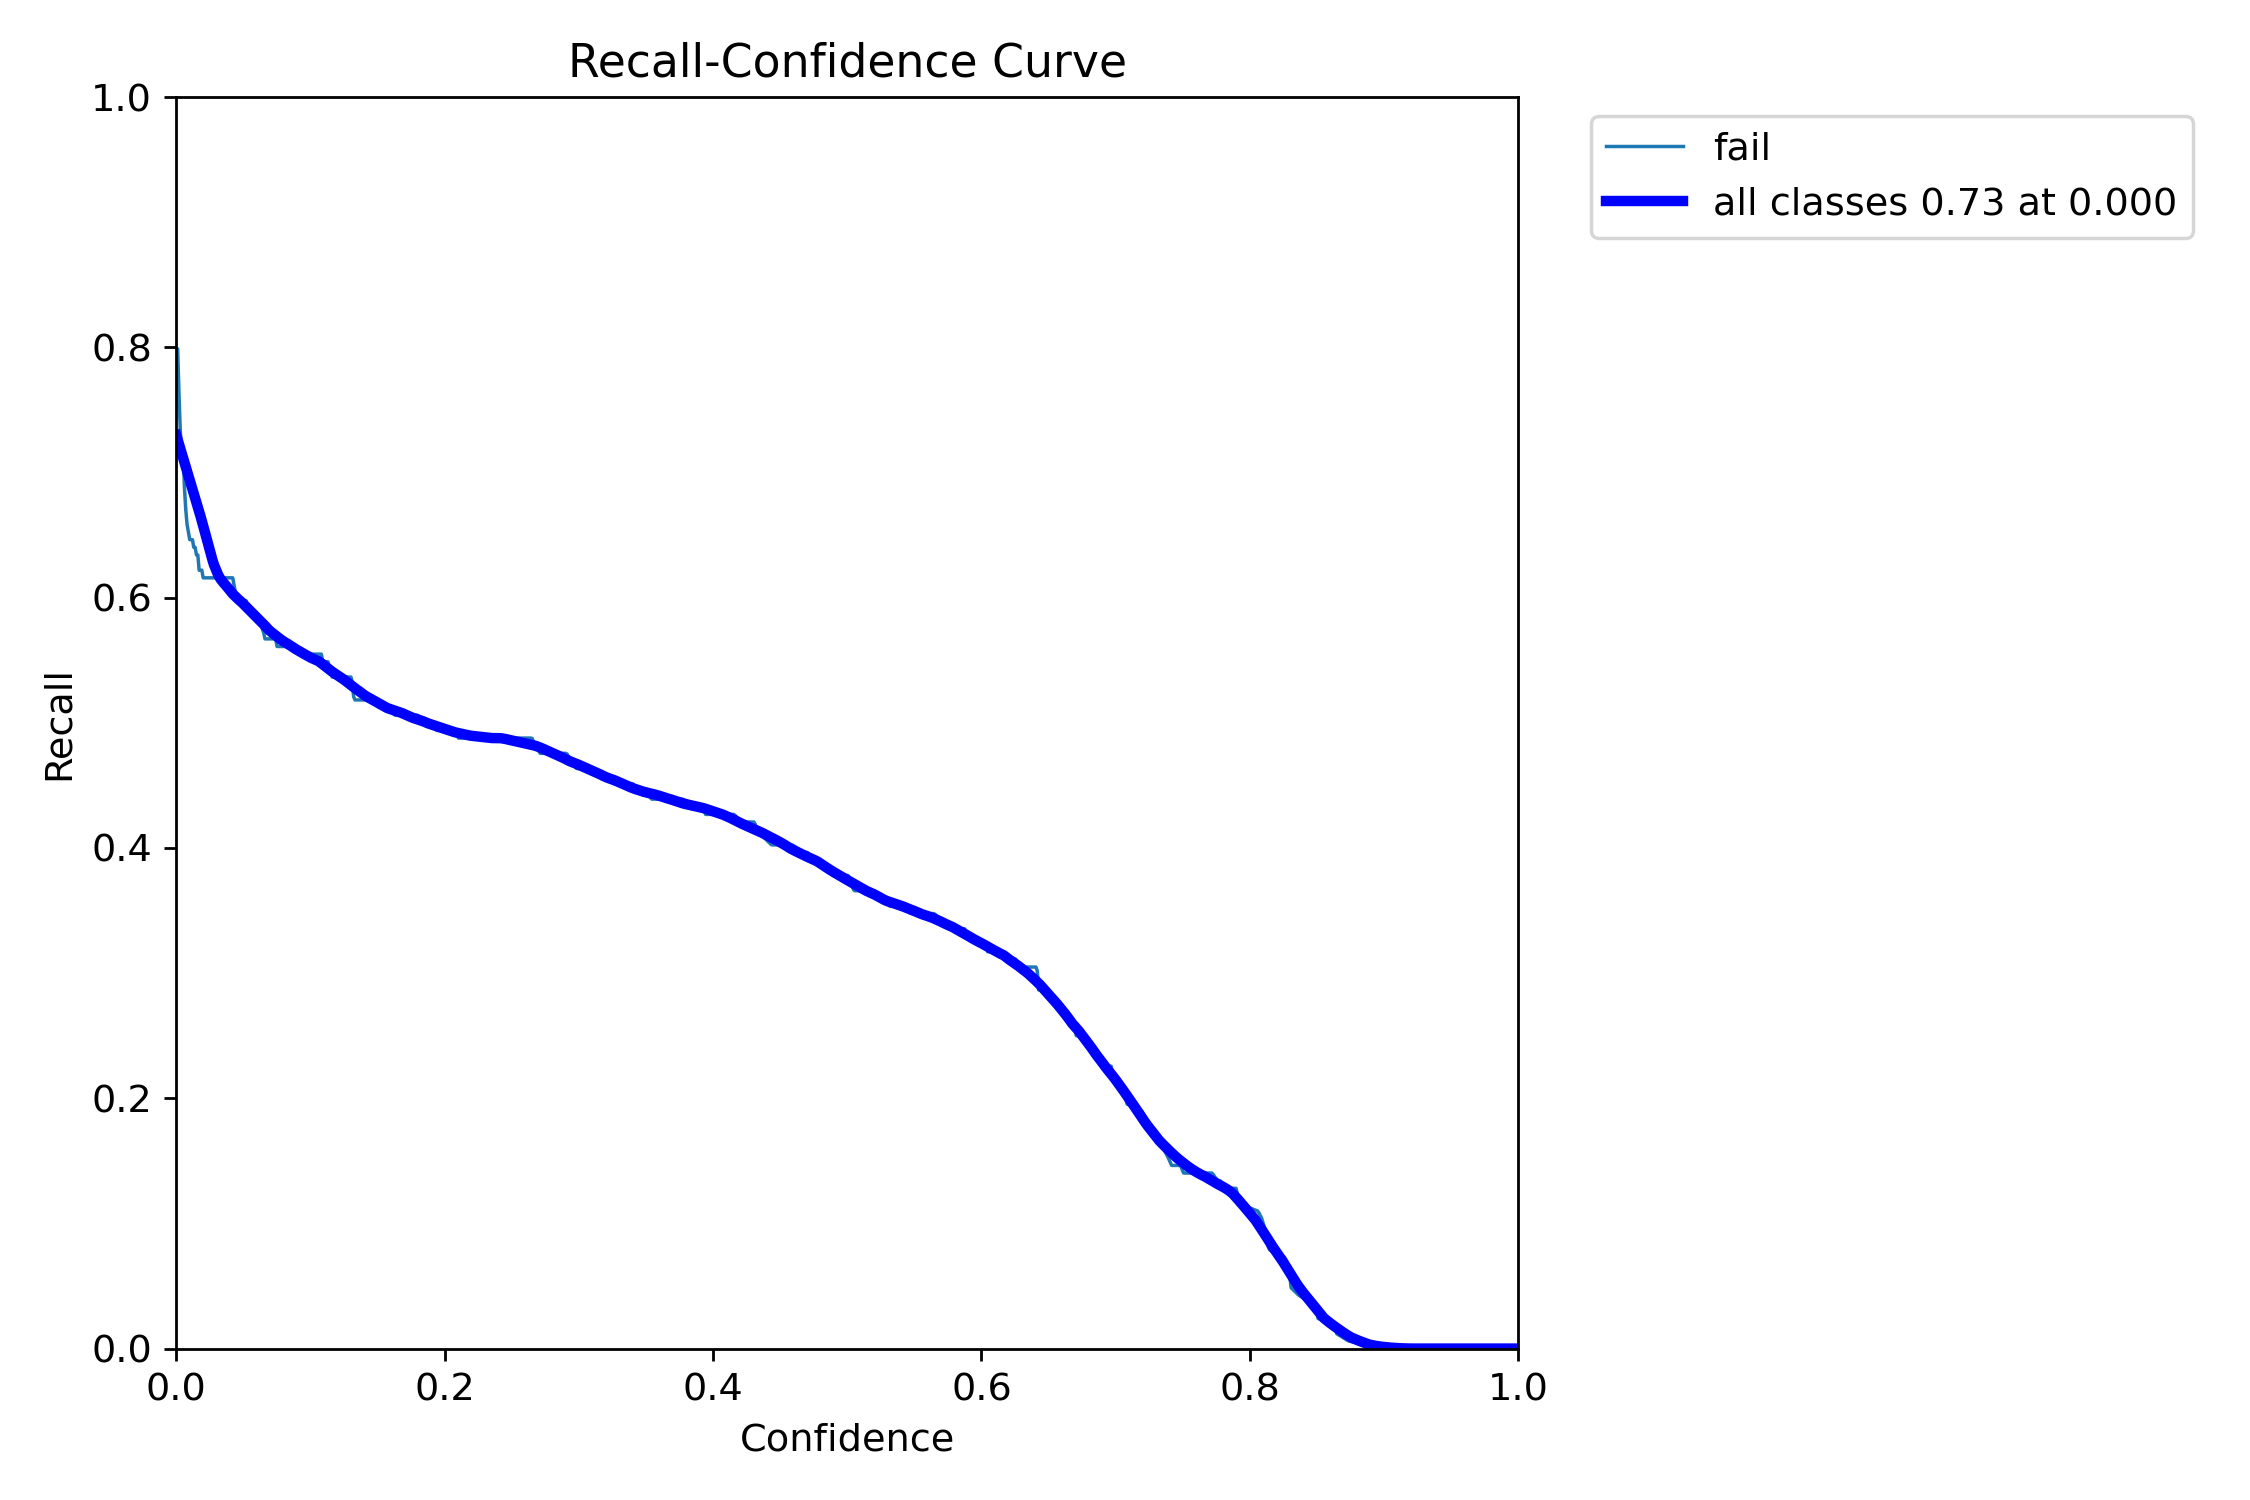 Recall-Confidence Curve
1.0
0.8
0.6
0.4
0.2
0.0
Recall
0.0 0.2 0.4 0.6 0.8 1.0
Confidence
fail
all classes 0.73 at 0.000